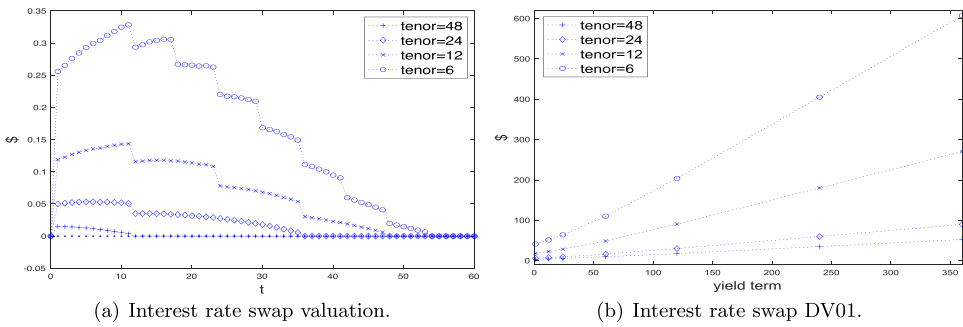 0.35
0.3
0.25
0.2
0.15
0.1
0.05
0
-0.05
$
0 10 20 30 40 50 60
t
tenor=48
tenor=24
tenor=12
tenor=6
(a) Interest rate swap valuation.
600
500
400
300
200
100
0
$
0 50 100 150 200 250 300 350
yield term
tenor=48
tenor=24
tenor=12
tenor=6
(b) Interest rate swap DV01.